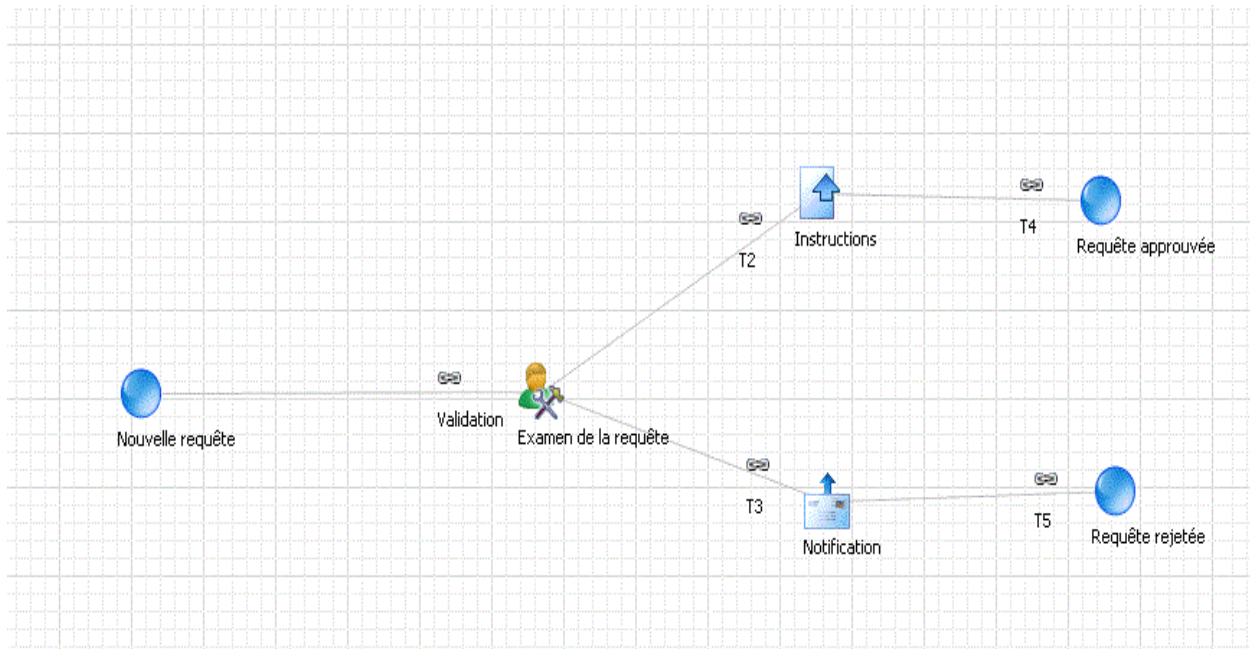 Instructions
T4
Requête approuvée
T2
Validation
Nouvelle requête
Examen de la requête
T3
T5
Requête rejetée
Notification